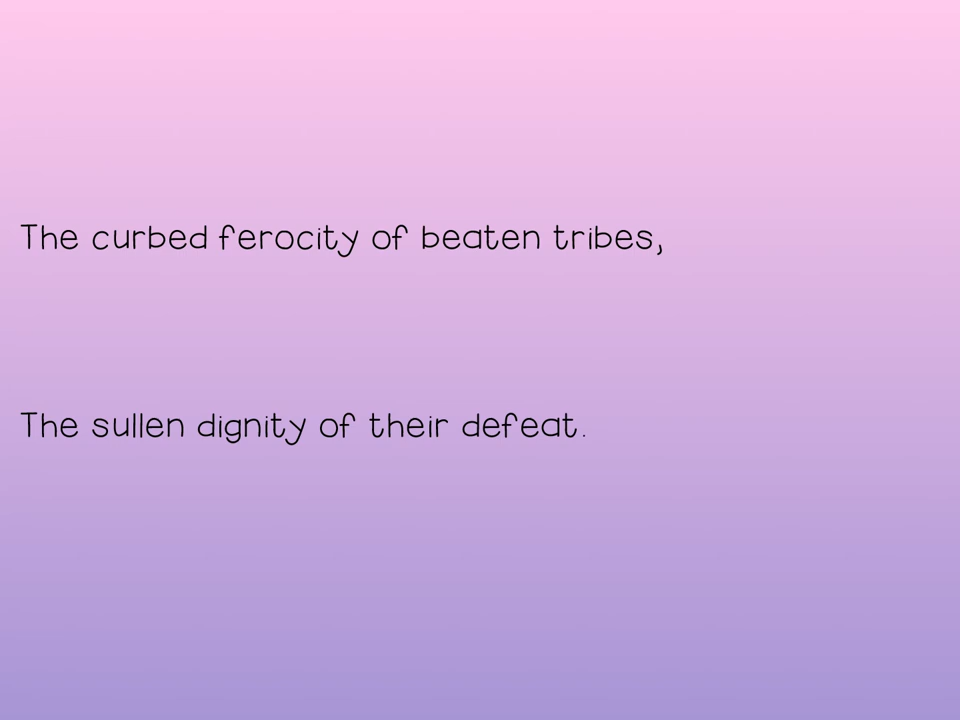 The curbed ferocity of beaten tribes,
The sullen dignity of their defeat.